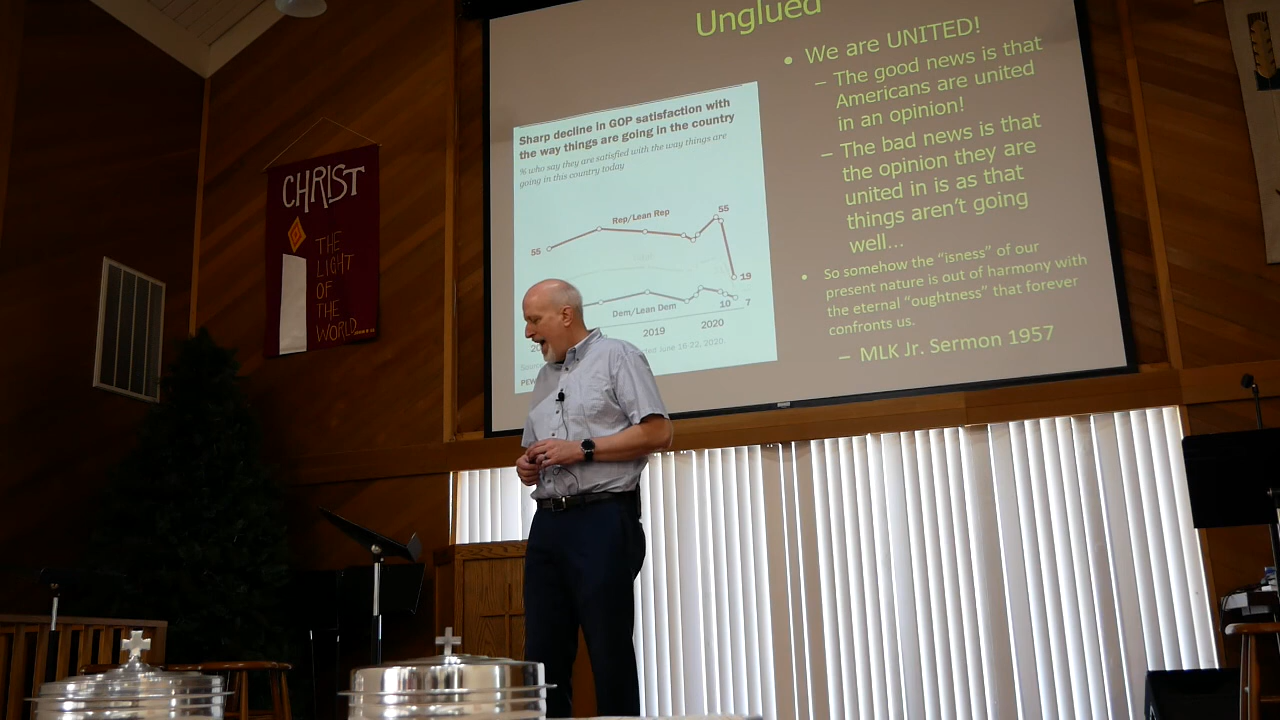 Unglued
CHRIST
THE
LIGHT
OF
THE
WORLD
Sharp decline in GOP satisfaction with
the way things are going in the country
% who say they are satisfied with the way things are
going in this country today
Rep/Lean Rep
55
55
19
Dem/Lean Dem
10
7
2019
2020
June 16-22, 2020.
• We are UNITED!
– The good news is that
Americans are united
in an opinion!
– The bad news is that
the opinion they are
united in is as that
things aren't going
well...
• So somehow the "isness" of our
present nature is out of harmony with
the eternal "oughtness" that forever
confronts us.
– MLK Jr. Sermon 1957